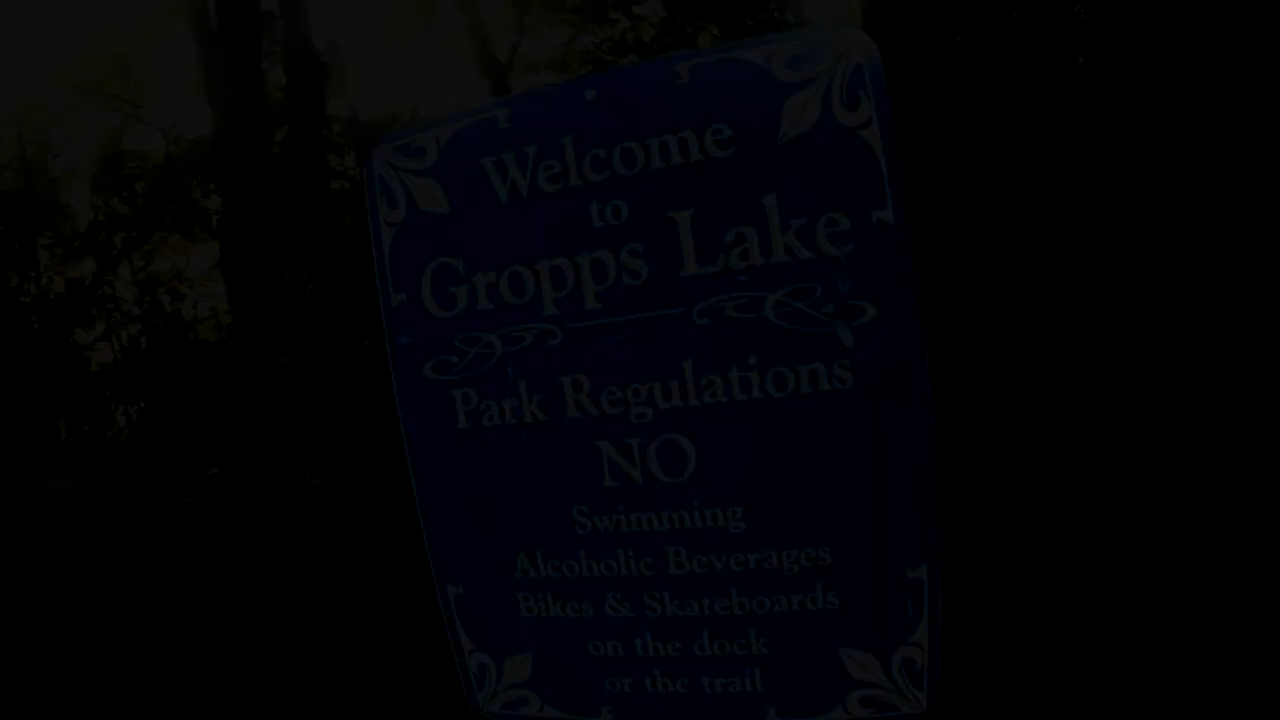 Welcome
to
Gropps Lake
Park Regulations
NO
Swimming
Alcoholic Beverages
Bikes & Skateboards
on the dock
or the trail